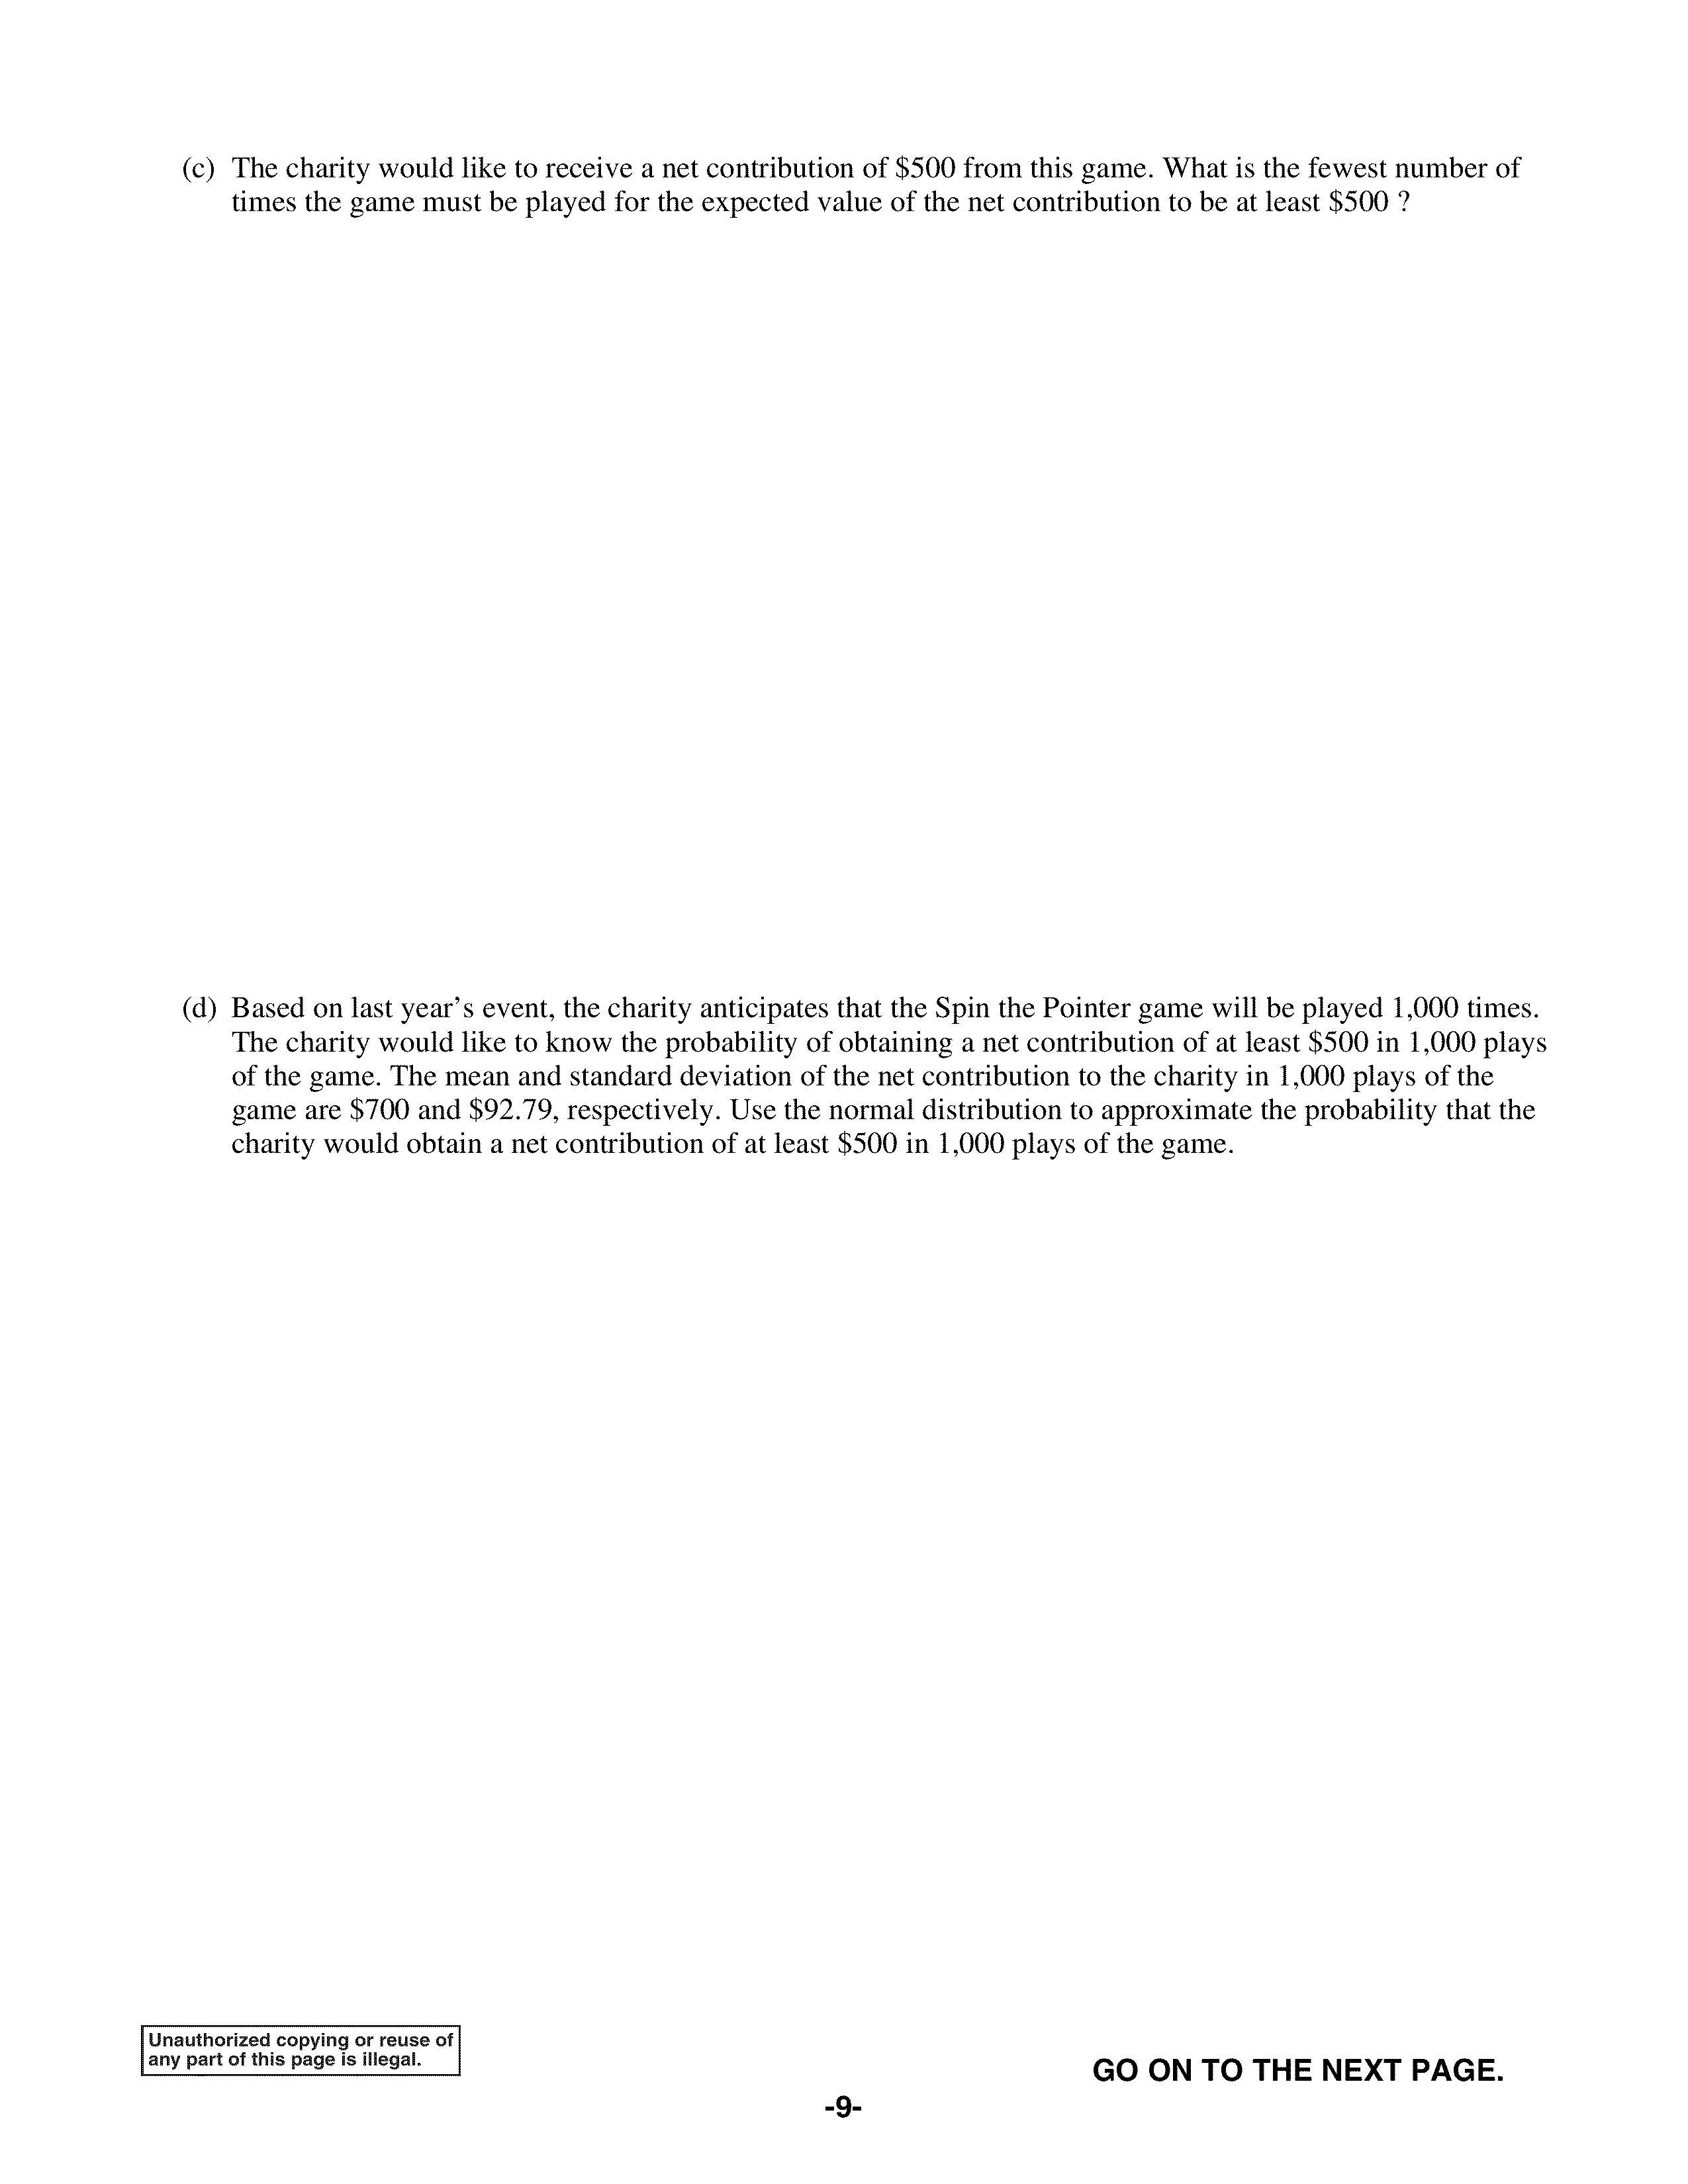 (c) The charity would like to receive a net contribution of $500 from this game. What is the fewest number of
times the game must be played for the expected value of the net contribution to be at least $500 ?
(d) Based on last year’s event, the charity anticipates that the Spin the Pointer game will be played 1,000 times.
The charity would like to know the probability of obtaining a net contribution of at least $500 in 1,000 plays
of the game. The mean and standard deviation of the net contribution to the charity in 1,000 plays of the
game are $700 and $92.79, respectively. Use the normal distribution to approximate the probability that the
charity would obtain a net contribution of at least $500 in 1,000 plays of the game.
Unauthorized copying or reuse of
any part of this page is illegal.
GO ON TO THE NEXT PAGE.
-9-